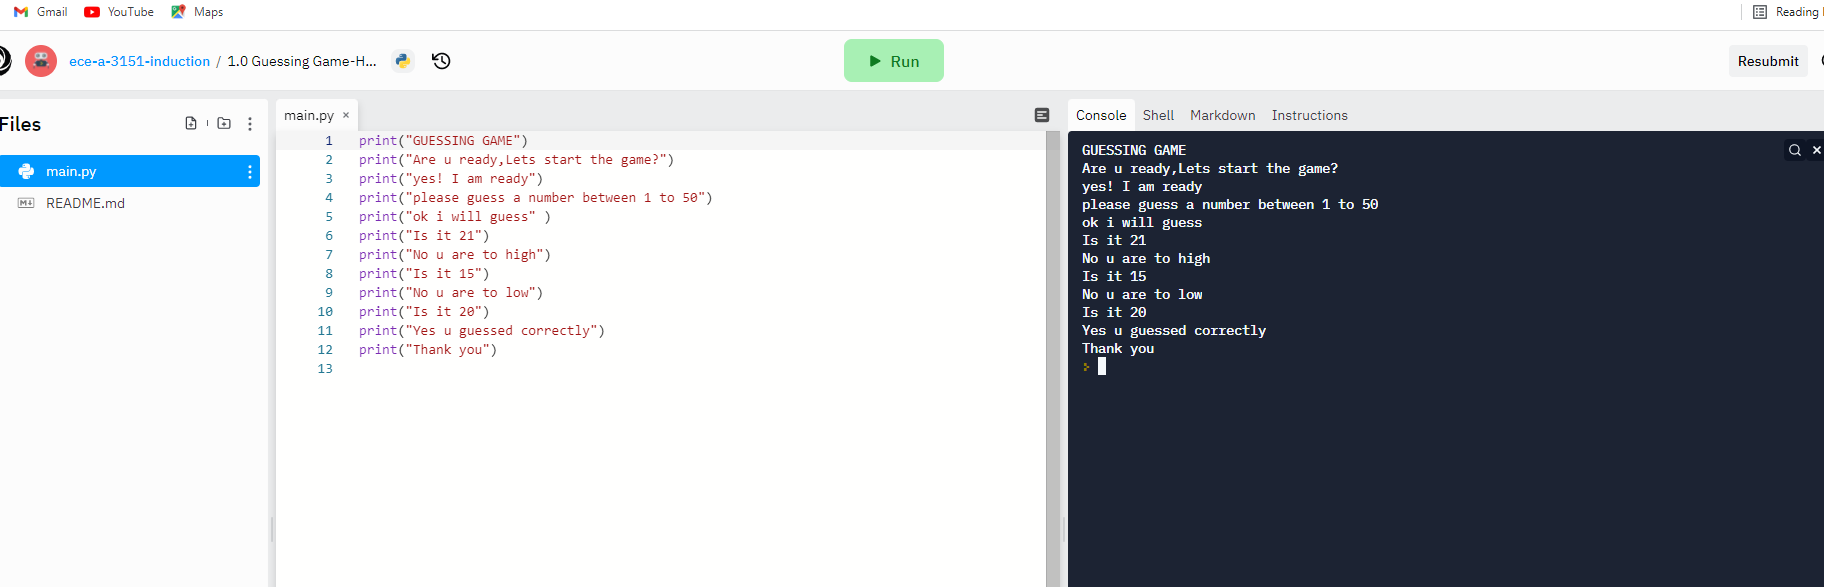 Gmail YouTube Maps Reading
ece-a-3151-induction / 1.0 Guessing Game-H... Run Resubmit
Files
main.py
README.md
main.py ×
1 print("GUESSING GAME")
2 print("Are u ready,Lets start the game?")
3 print("yes! I am ready")
4 print("please guess a number between 1 to 50")
5 print("ok i will guess" )
6 print("Is it 21")
7 print("No u are to high")
8 print("Is it 15")
9 print("No u are to low")
10 print("Is it 20")
11 print("Yes u guessed correctly")
12 print("Thank you")
13
Console Shell Markdown Instructions
GUESSING GAME
Are u ready,Lets start the game?
yes! I am ready
please guess a number between 1 to 50
ok i will guess
Is it 21
No u are to high
Is it 15
No u are to low
Is it 20
Yes u guessed correctly
Thank you